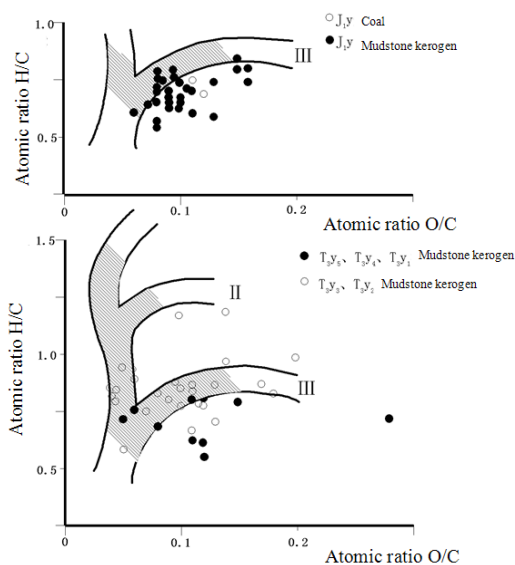 1.0
0.5
Atomic ratio H/C
○ J₁y Coal
● J₁y Mudstone kerogen
III
0 0.1 0.2
Atomic ratio O/C
1.5
1.0
0.5
Atomic ratio H/C
● T₃y₅、T₃y₄、T₃y₁ Mudstone kerogen
○ T₃y₃、T₃y₂ Mudstone kerogen
II
III
0 0.1 0.2
Atomic ratio O/C